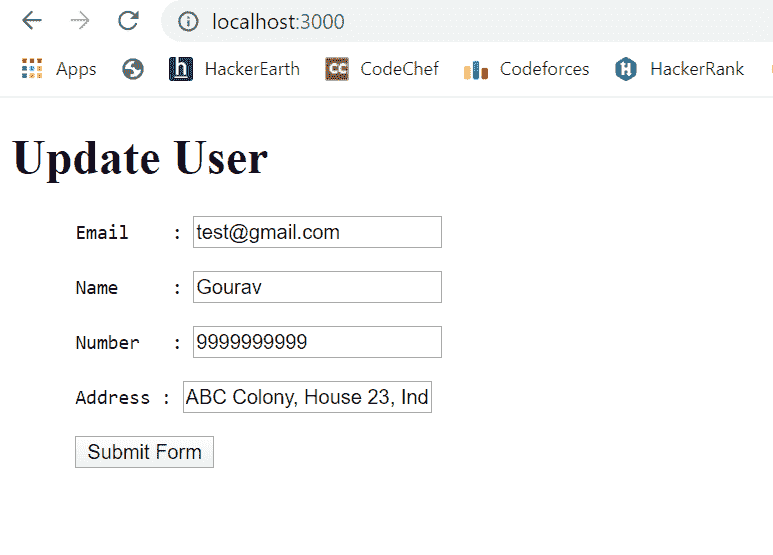 localhost:3000
Apps HackerEarth CC CodeChef Codeforces HackerRank
Update User
Email : test@gmail.com
Name : Gourav
Number : 9999999999
Address : ABC Colony, House 23, Ind
Submit Form